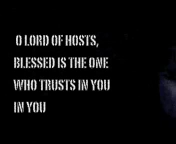 O LORD OF HOSTS,
BLESSED IS THE ONE
WHO TRUSTS IN YOU
IN YOU